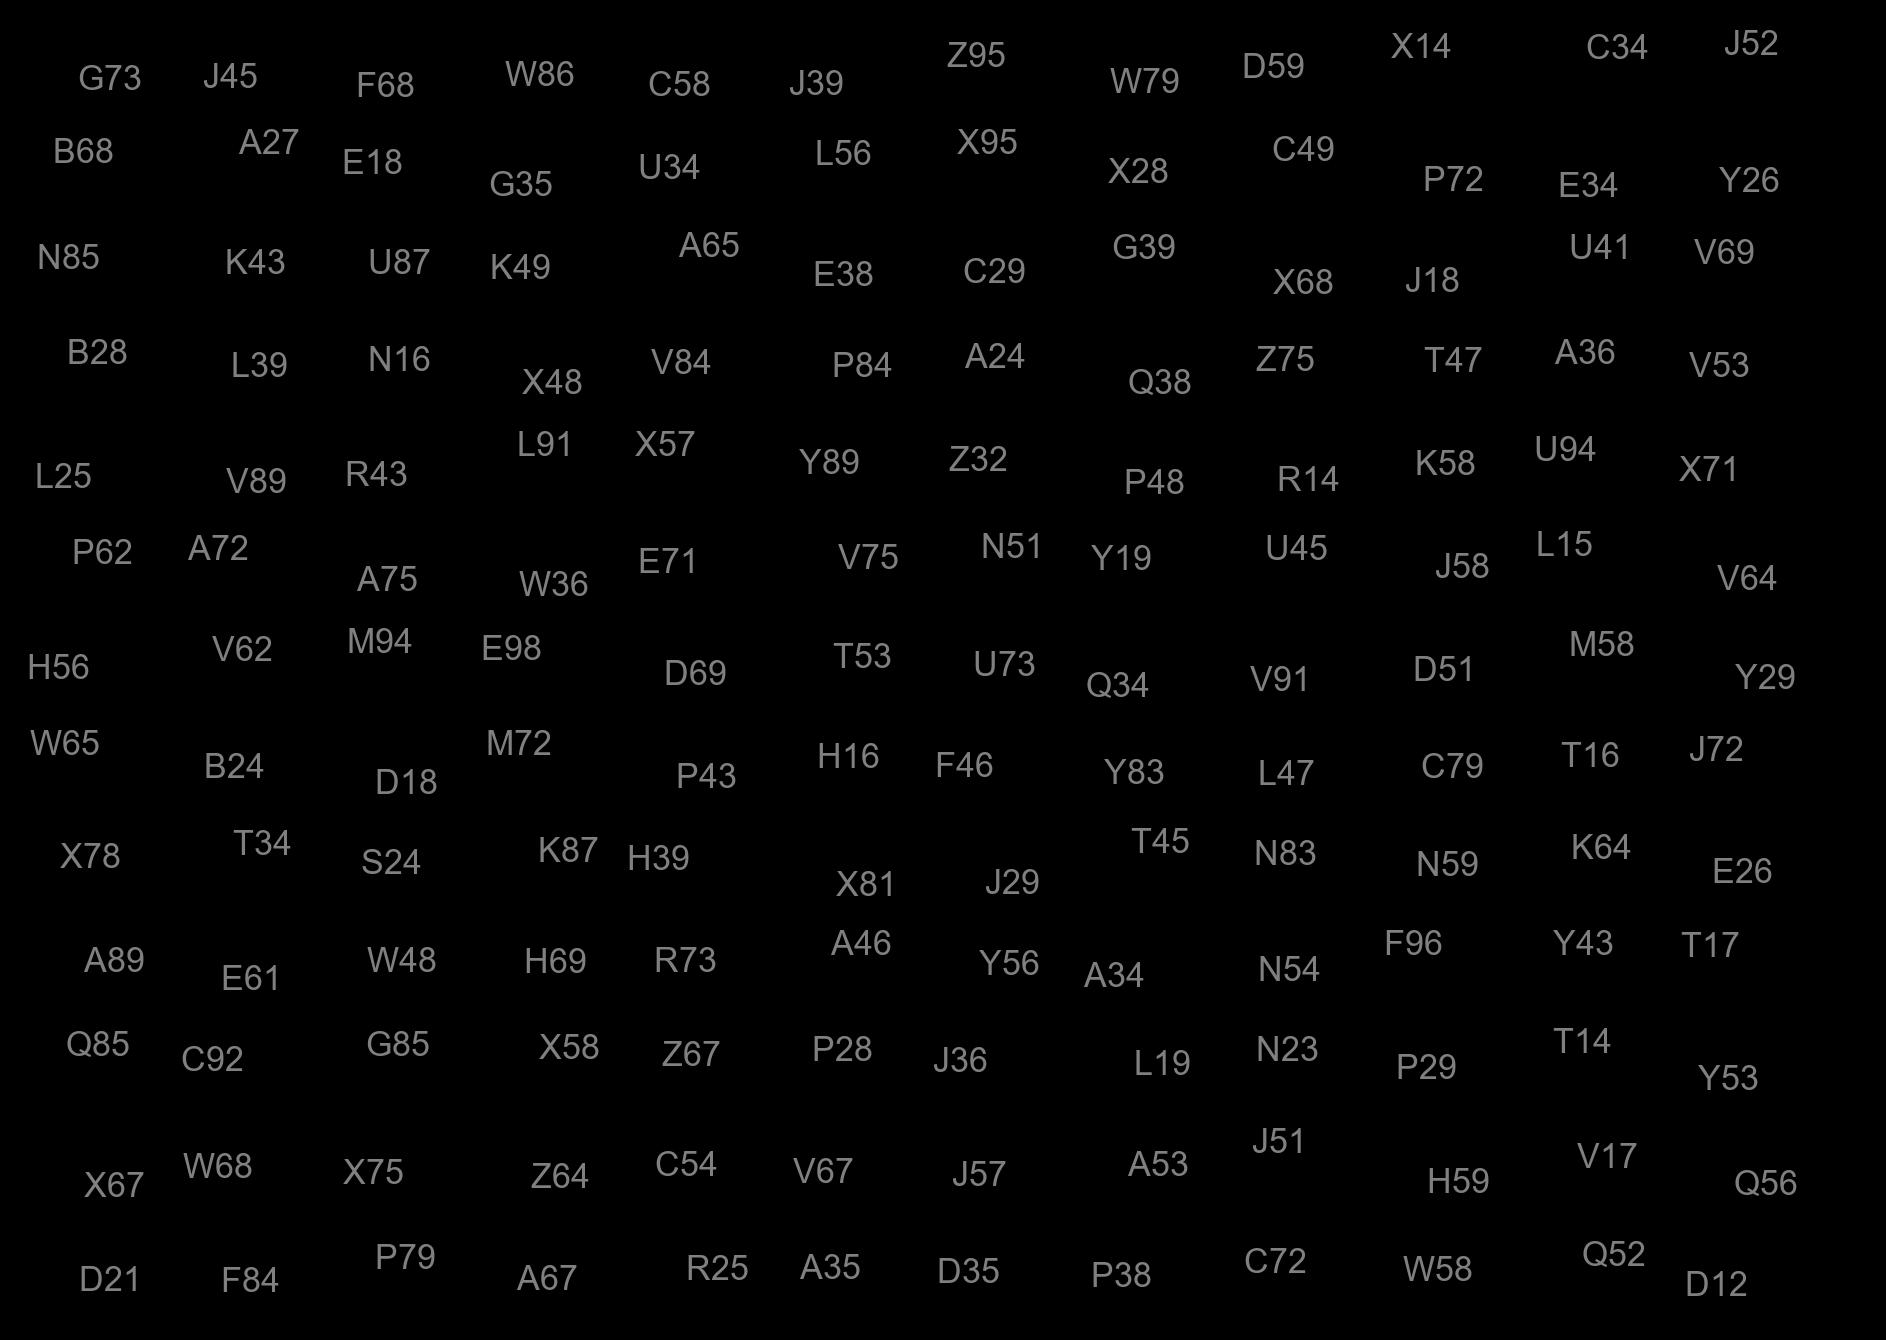 G73 J45 F68 W86 C58 J39 Z95 W79 D59 X14 C34 J52
B68 A27 E18 G35 U34 L56 X95 X28 C49 P72 E34 Y26
N85 K43 U87 K49 A65 E38 C29 G39 X68 J18 U41 V69
B28 L39 N16 X48 V84 P84 A24 Q38 Z75 T47 A36 V53
L25 V89 R43 L91 X57 Y89 Z32 P48 R14 K58 U94 X71
P62 A72 A75 W36 E71 V75 N51 Y19 U45 J58 L15 V64
H56 V62 M94 E98 D69 T53 U73 Q34 V91 D51 M58 Y29
W65 B24 D18 M72 P43 H16 F46 Y83 L47 C79 T16 J72
X78 T34 S24 K87 H39 X81 J29 T45 N83 N59 K64 E26
A89 E61 W48 H69 R73 A46 Y56 A34 N54 F96 Y43 T17
Q85 C92 G85 X58 Z67 P28 J36 L19 N23 P29 T14 Y53
X67 W68 X75 Z64 C54 V67 J57 A53 J51 H59 V17 Q56
D21 F84 P79 A67 R25 A35 D35 P38 C72 W58 Q52 D12